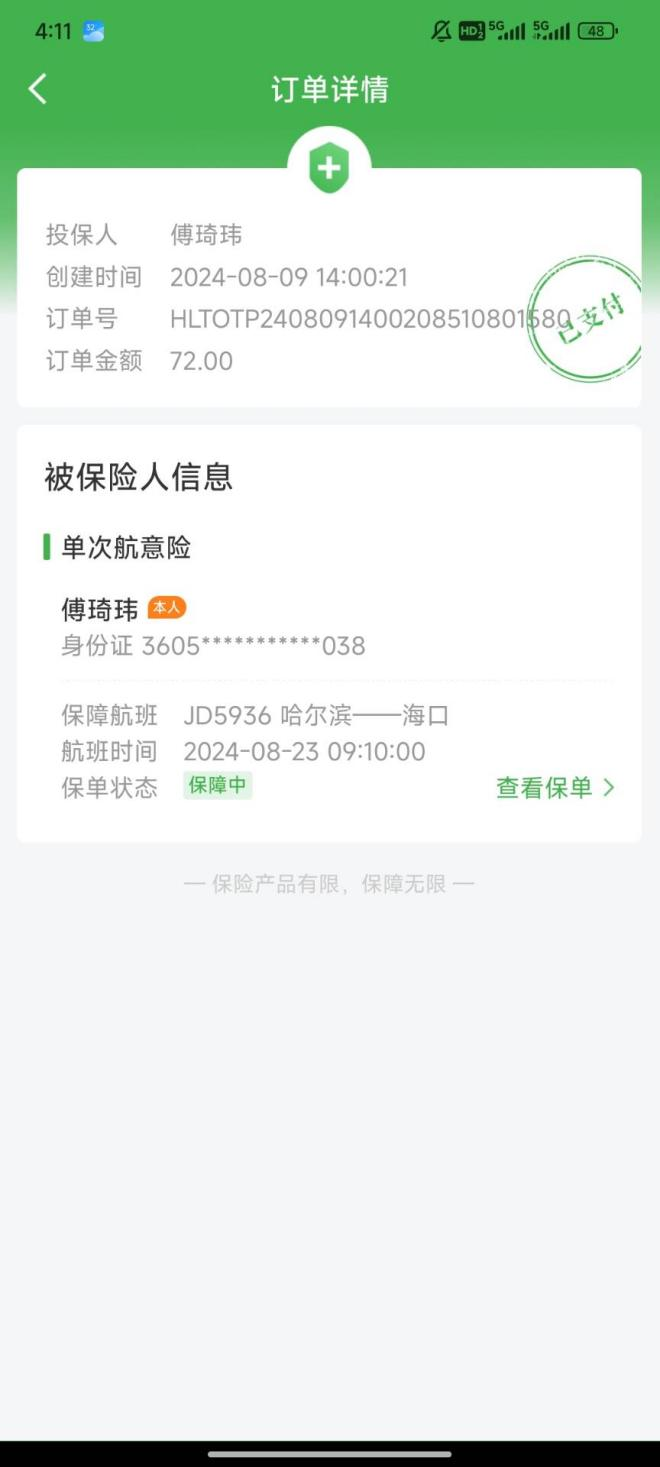 4:11 32 HD 1 2 5G 5G 48
订单详情
投保人 傅琦玮
创建时间 2024-08-09 14:00:21
订单号 HLTOTP2408091400208510801580
已支付
订单金额 72.00
被保险人信息
单次航意险
傅琦玮 本人
身份证 3605***********038
保障航班 JD5936 哈尔滨——海口
航班时间 2024-08-23 09:10:00
保单状态 保障中 查看保单
— 保险产品有限，保障无限 —